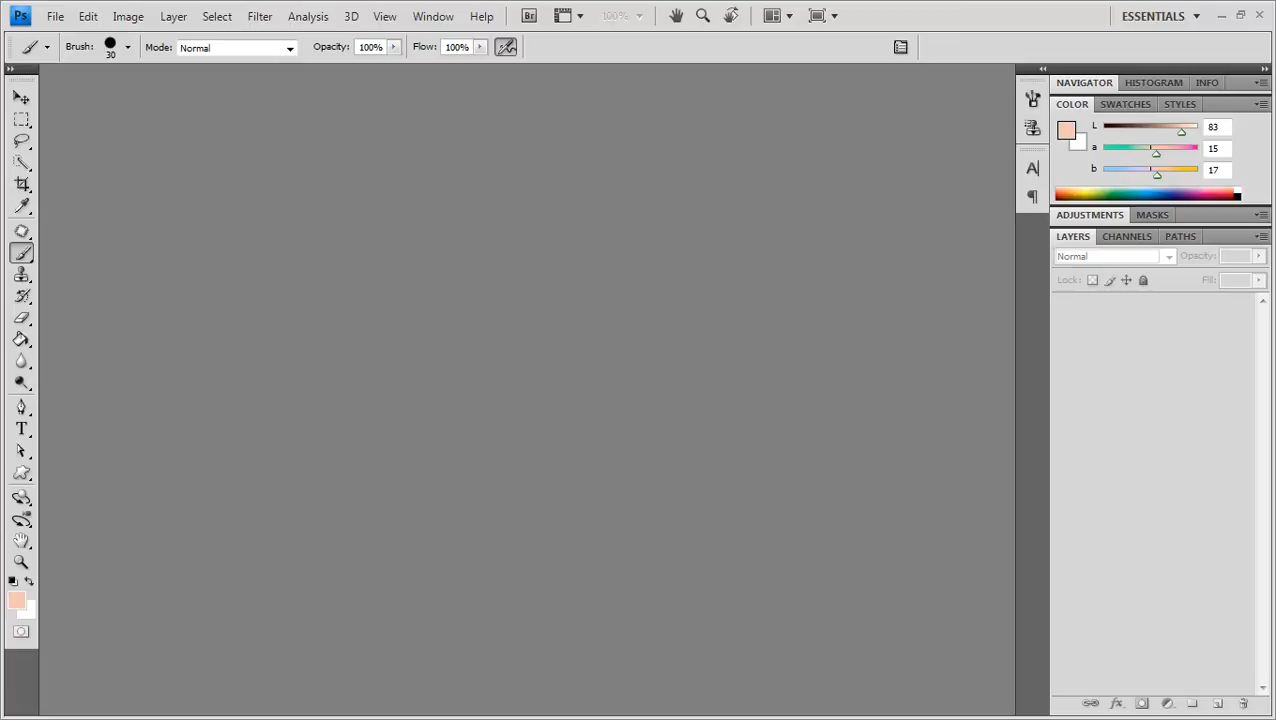 Ps File Edit Image Layer Select Filter Analysis 3D View Window Help Br 100% ESSENTIALS
Brush: 30 Mode: Normal Opacity: 100% Flow: 100%
NAVIGATOR HISTOGRAM INFO
COLOR SWATCHES STYLES
L 83
a 15
b 17
ADJUSTMENTS MASKS
LAYERS CHANNELS PATHS
Normal Opacity:
Lock: Fill: